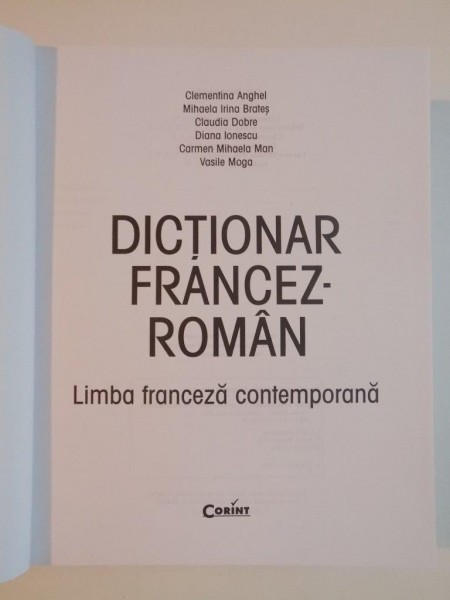 Clementina Anghel
Mihaela Irina Brateș
Claudia Dobre
Diana Ionescu
Carmen Mihaela Man
Vasile Moga
DICȚIONAR
FRANCEZ-
ROMÂN
Limba franceză contemporană
CORINT